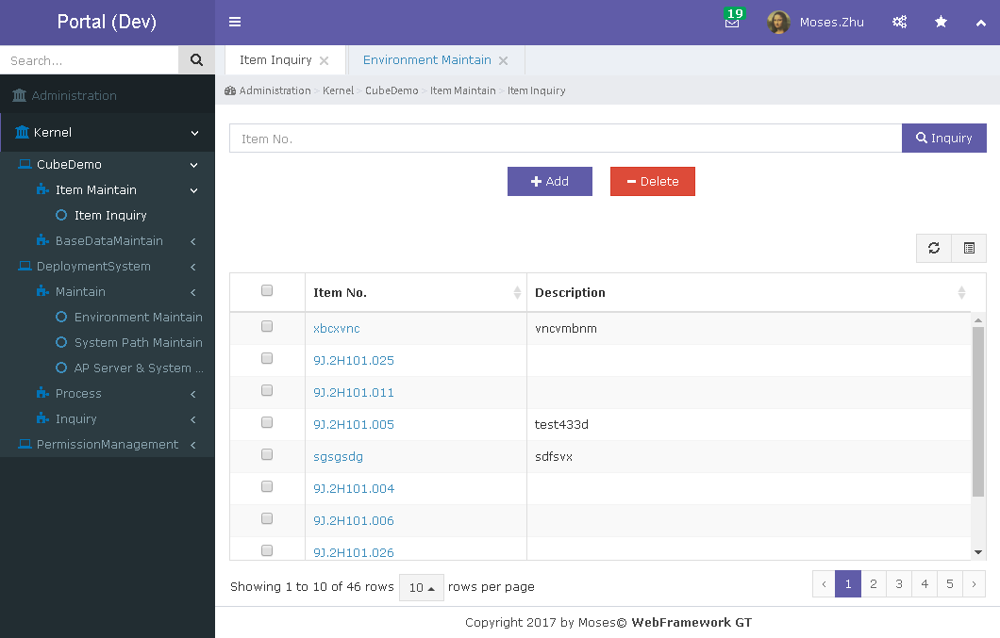 Portal (Dev)
19
Moses.Zhu
Search...
Item Inquiry
Environment Maintain
Administration > Kernel > CubeDemo > Item Maintain > Item Inquiry
Administration
Kernel
CubeDemo
Item Maintain
Item Inquiry
BaseDataMaintain
DeploymentSystem
Maintain
Environment Maintain
System Path Maintain
AP Server & System ...
Process
Inquiry
PermissionManagement
Item No.
Inquiry
Add
Delete
Item No. Description
xbcxvnc vncvmbnm
9J.2H101.025
9J.2H101.011
9J.2H101.005 test433d
sgsgsdg sdfsvx
9J.2H101.004
9J.2H101.006
9J.2H101.026
Showing 1 to 10 of 46 rows 10 rows per page
‹ 1 2 3 4 5 ›
Copyright 2017 by Moses© WebFramework GT